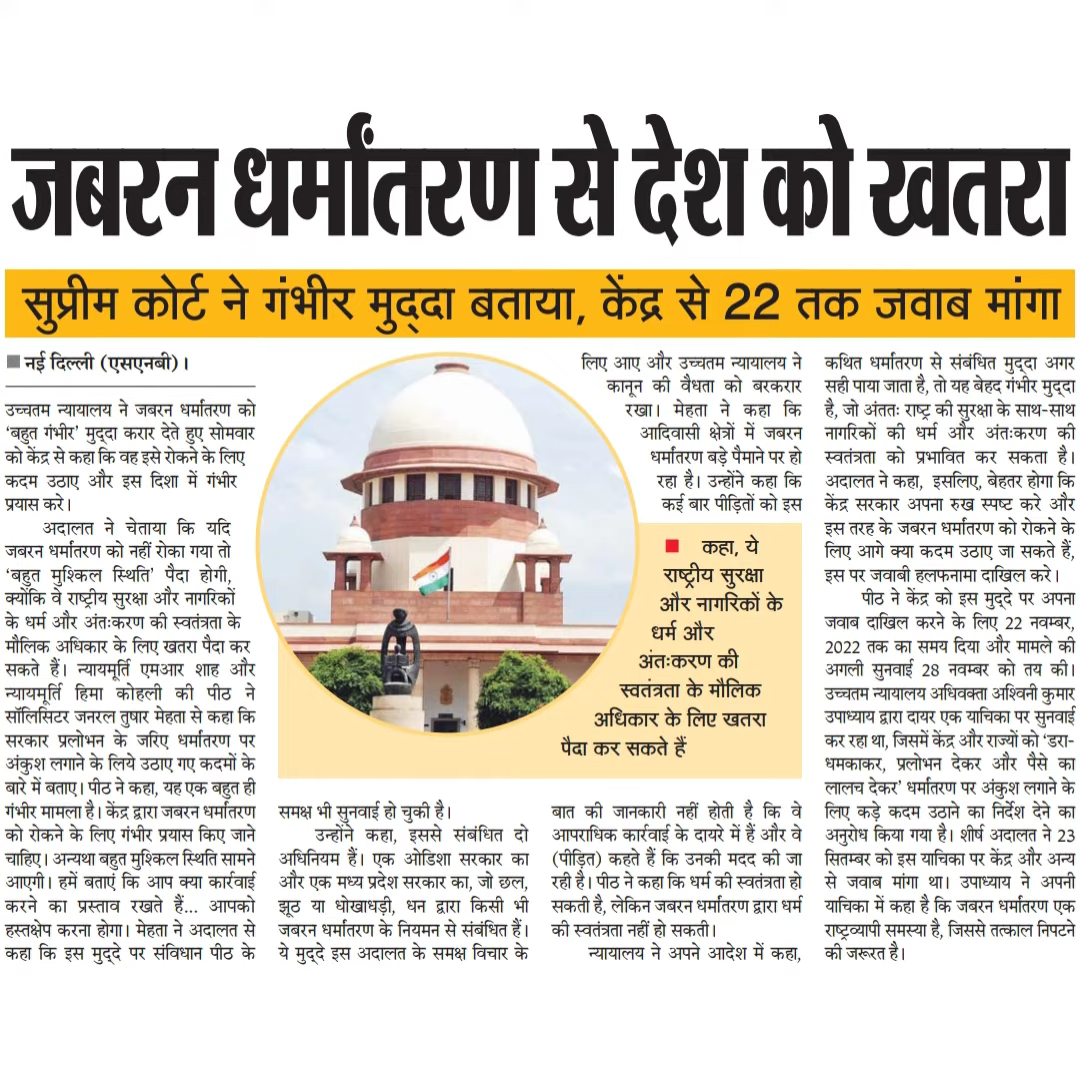 जबरन धर्मांतरण से देश को खतरा
सुप्रीम कोर्ट ने गंभीर मुद्दा बताया, केंद्र से 22 तक जवाब मांगा
■ नई दिल्ली (एसएनबी)।
उच्चतम न्यायालय ने जबरन धर्मांतरण को
‘बहुत गंभीर’ मुद्दा करार देते हुए सोमवार
को केंद्र से कहा कि वह इसे रोकने के लिए
कदम उठाए और इस दिशा में गंभीर
प्रयास करे।
अदालत ने चेताया कि यदि
जबरन धर्मांतरण को नहीं रोका गया तो
‘बहुत मुश्किल स्थिति’ पैदा होगी,
क्योंकि वे राष्ट्रीय सुरक्षा और नागरिकों
के धर्म और अंतःकरण की स्वतंत्रता के
मौलिक अधिकार के लिए खतरा पैदा कर
सकते हैं। न्यायमूर्ति एमआर शाह और
न्यायमूर्ति हिमा कोहली की पीठ ने
सॉलिसिटर जनरल तुषार मेहता से कहा कि
सरकार प्रलोभन के जरिए धर्मांतरण पर
अंकुश लगाने के लिये उठाए गए कदमों के
बारे में बताए। पीठ ने कहा, यह एक बहुत ही
गंभीर मामला है। केंद्र द्वारा जबरन धर्मांतरण
को रोकने के लिए गंभीर प्रयास किए जाने
चाहिए। अन्यथा बहुत मुश्किल स्थिति सामने
आएगी। हमें बताएं कि आप क्या कार्रवाई
करने का प्रस्ताव रखते हैं... आपको
हस्तक्षेप करना होगा। मेहता ने अदालत से
कहा कि इस मुद्दे पर संविधान पीठ के
समक्ष भी सुनवाई हो चुकी है।
उन्होंने कहा, इससे संबंधित दो
अधिनियम हैं। एक ओडिशा सरकार का
और एक मध्य प्रदेश सरकार का, जो छल,
झूठ या धोखाधड़ी, धन द्वारा किसी भी
जबरन धर्मांतरण के नियमन से संबंधित हैं।
ये मुद्दे इस अदालत के समक्ष विचार के
लिए आए और उच्चतम न्यायालय ने
कानून की वैधता को बरकरार
रखा। मेहता ने कहा कि
आदिवासी क्षेत्रों में जबरन
धर्मांतरण बड़े पैमाने पर हो
रहा है। उन्होंने कहा कि
कई बार पीड़ितों को इस
■ कहा, ये
राष्ट्रीय सुरक्षा
और नागरिकों के
धर्म और
अंतःकरण की
स्वतंत्रता के मौलिक
अधिकार के लिए खतरा
पैदा कर सकते हैं
बात की जानकारी नहीं होती है कि वे
आपराधिक कार्रवाई के दायरे में हैं और वे
(पीड़ित) कहते हैं कि उनकी मदद की जा
रही है। पीठ ने कहा कि धर्म की स्वतंत्रता हो
सकती है, लेकिन जबरन धर्मांतरण द्वारा धर्म
की स्वतंत्रता नहीं हो सकती।
न्यायालय ने अपने आदेश में कहा,
कथित धर्मांतरण से संबंधित मुद्दा अगर
सही पाया जाता है, तो यह बेहद गंभीर मुद्दा
है, जो अंततः राष्ट्र की सुरक्षा के साथ-साथ
नागरिकों की धर्म और अंतःकरण की
स्वतंत्रता को प्रभावित कर सकता है।
अदालत ने कहा, इसलिए, बेहतर होगा कि
केंद्र सरकार अपना रुख स्पष्ट करे और
इस तरह के जबरन धर्मांतरण को रोकने के
लिए आगे क्या कदम उठाए जा सकते हैं,
इस पर जवाबी हलफनामा दाखिल करे।
पीठ ने केंद्र को इस मुद्दे पर अपना
जवाब दाखिल करने के लिए 22 नवम्बर,
2022 तक का समय दिया और मामले की
अगली सुनवाई 28 नवम्बर को तय की।
उच्चतम न्यायालय अधिवक्ता अश्विनी कुमार
उपाध्याय द्वारा दायर एक याचिका पर सुनवाई
कर रहा था, जिसमें केंद्र और राज्यों को ‘डरा-
धमकाकर, प्रलोभन देकर और पैसे का
लालच देकर’ धर्मांतरण पर अंकुश लगाने के
लिए कड़े कदम उठाने का निर्देश देने का
अनुरोध किया गया है। शीर्ष अदालत ने 23
सितम्बर को इस याचिका पर केंद्र और अन्य
से जवाब मांगा था। उपाध्याय ने अपनी
याचिका में कहा है कि जबरन धर्मांतरण एक
राष्ट्रव्यापी समस्या है, जिससे तत्काल निपटने
की जरूरत है।